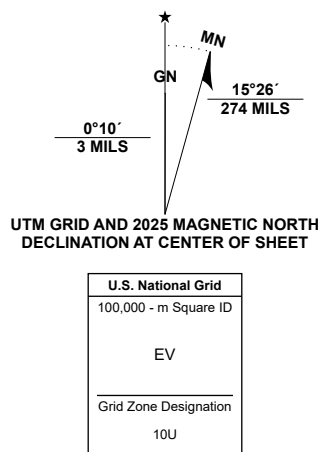 MN
GN
15°26´
274 MILS
0°10´
3 MILS
UTM GRID AND 2025 MAGNETIC NORTH
DECLINATION AT CENTER OF SHEET
U.S. National Grid
100,000 - m Square ID
EV
Grid Zone Designation
10U